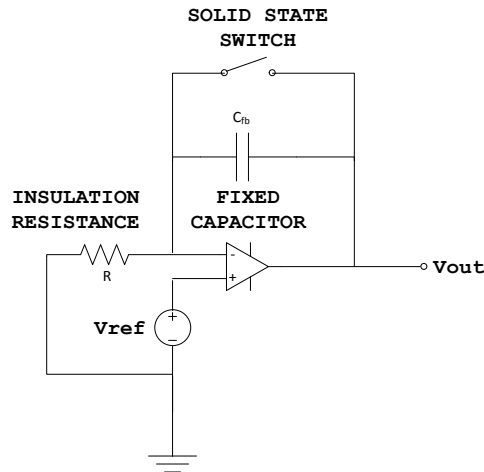 SOLID STATE
SWITCH
Cfb
INSULATION
RESISTANCE
FIXED
CAPACITOR
R
-
+
Vout
Vref
+
−